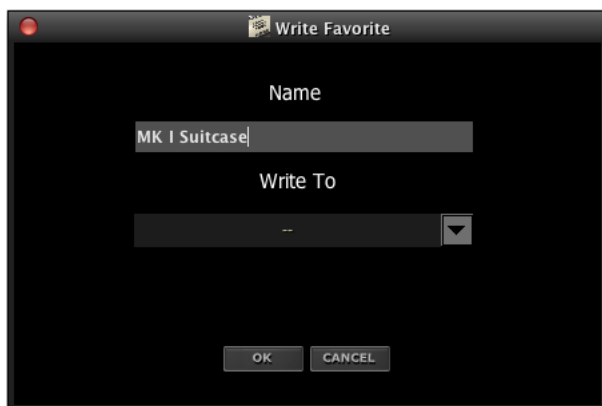 Write Favorite
Name
MK I Suitcase
Write To
--
OK CANCEL